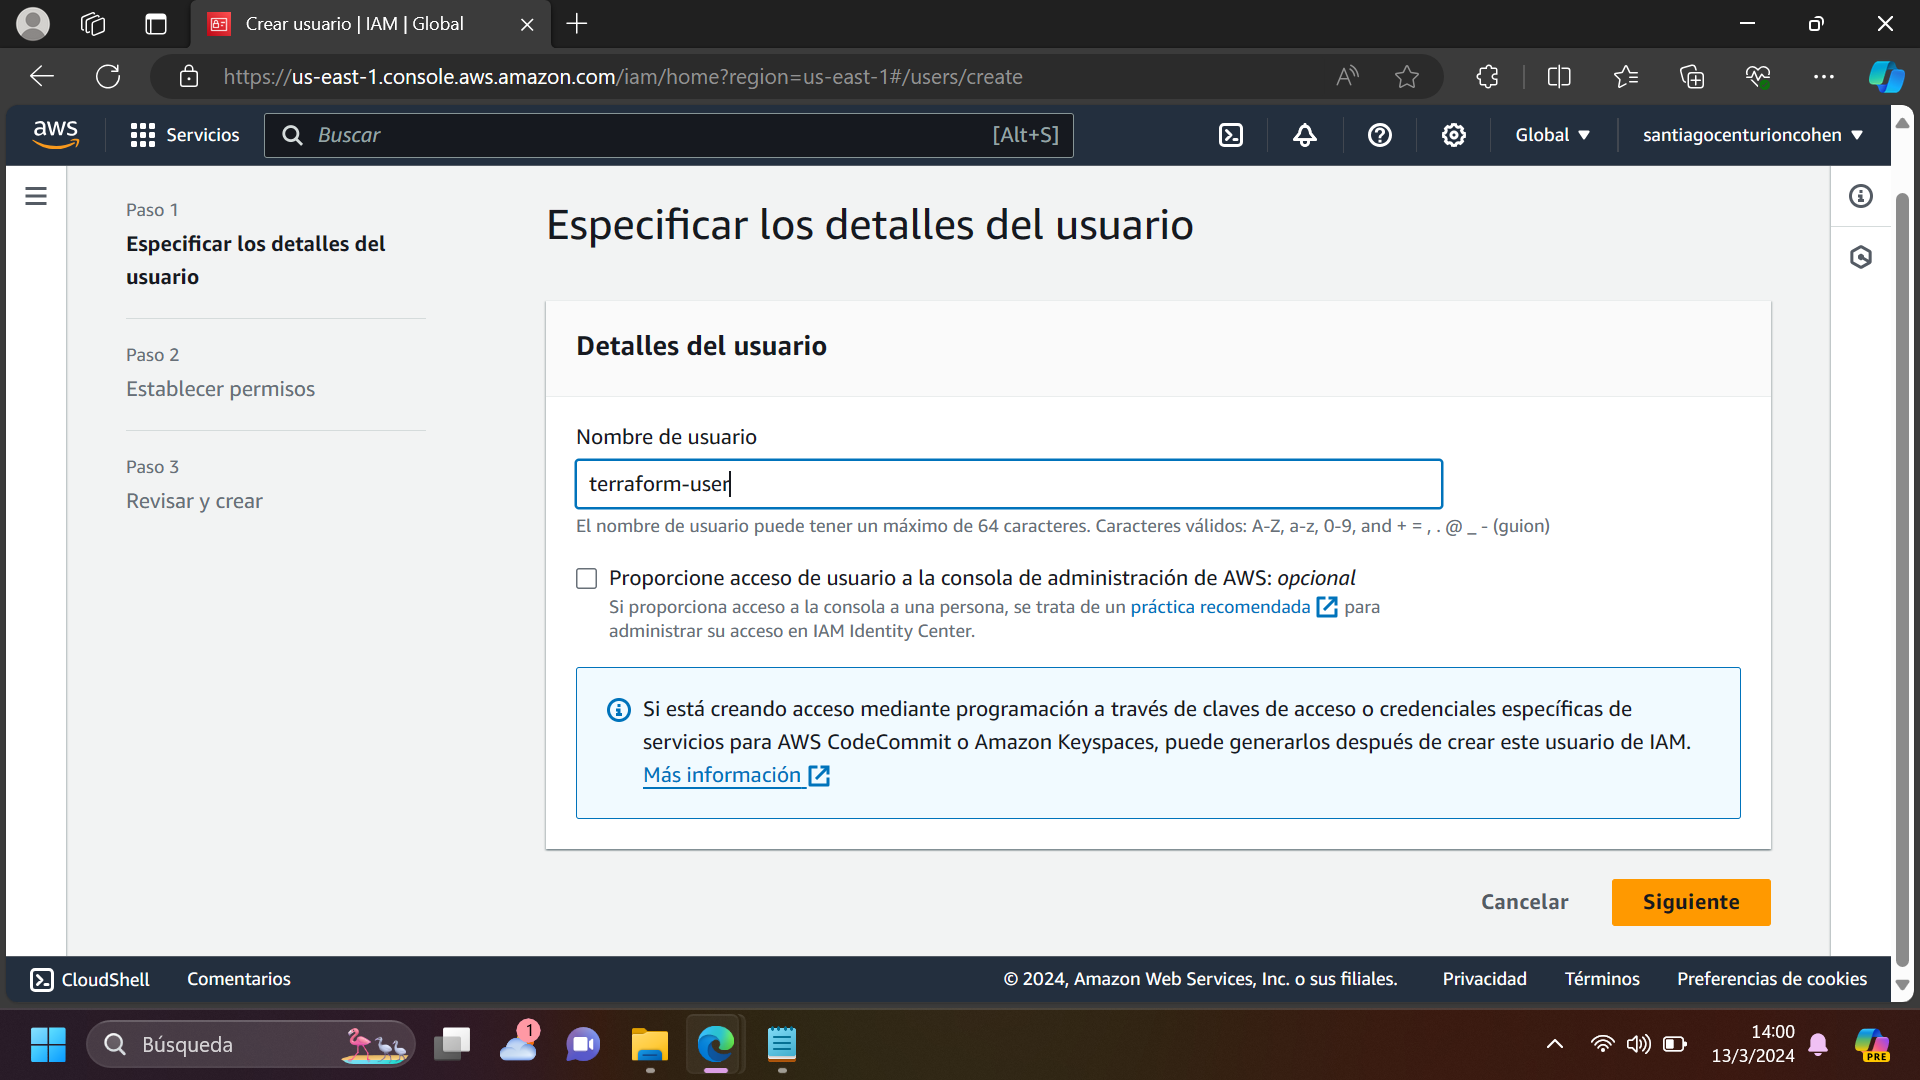 Crear usuario | IAM | Global
https://us-east-1.console.aws.amazon.com/iam/home?region=us-east-1#/users/create
aws
Servicios
Buscar
[Alt+S]
Global
santiagocenturioncohen
Paso 1
Especificar los detalles del
usuario
Paso 2
Establecer permisos
Paso 3
Revisar y crear
Especificar los detalles del usuario
Detalles del usuario
Nombre de usuario
terraform-user
El nombre de usuario puede tener un máximo de 64 caracteres. Caracteres válidos: A-Z, a-z, 0-9, and + = , . @ _ - (guion)
Proporcione acceso de usuario a la consola de administración de AWS: opcional
Si proporciona acceso a la consola a una persona, se trata de un práctica recomendada para
administrar su acceso en IAM Identity Center.
Si está creando acceso mediante programación a través de claves de acceso o credenciales específicas de
servicios para AWS CodeCommit o Amazon Keyspaces, puede generarlos después de crear este usuario de IAM.
Más información
Cancelar
Siguiente
CloudShell
Comentarios
© 2024, Amazon Web Services, Inc. o sus filiales.
Privacidad
Términos
Preferencias de cookies
Búsqueda
1
14:00
13/3/2024
PRE